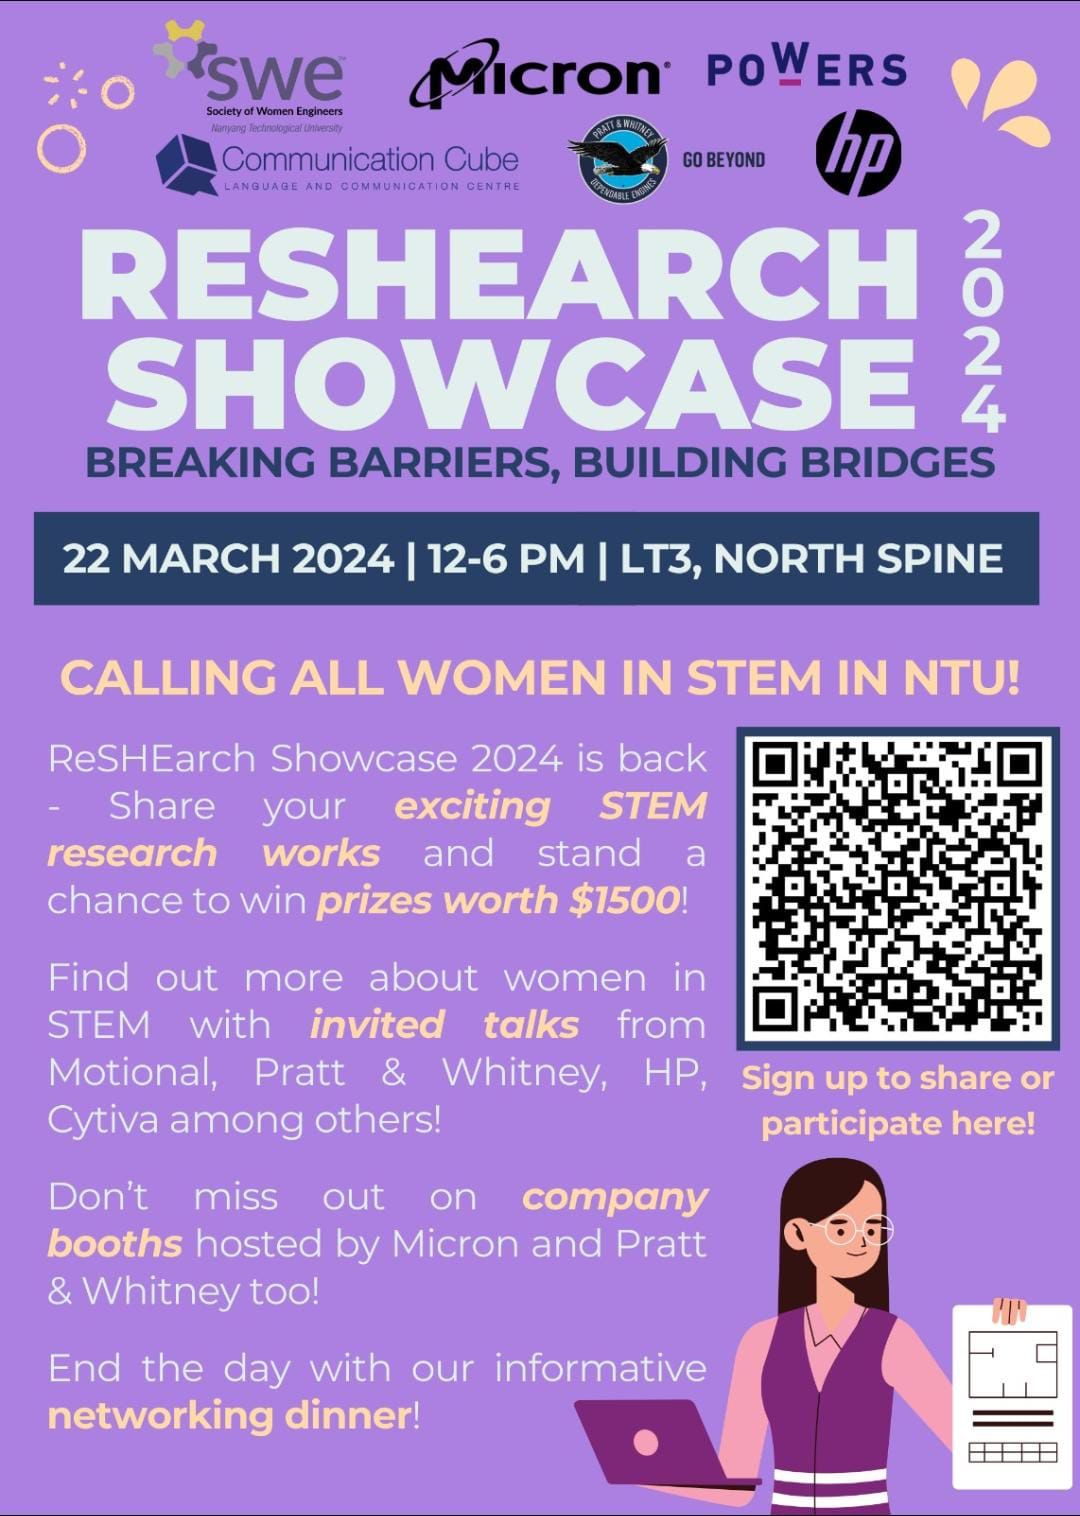 swe
Society of Women Engineers
Nanyang Technological University
Micron
POWERS
Communication Cube
LANGUAGE AND COMMUNICATION CENTRE
PRATT & WHITNEY
DEPENDABLE ENGINES
GO BEYOND
hp
RESHEARCH
SHOWCASE
2024
BREAKING BARRIERS, BUILDING BRIDGES
22 MARCH 2024 | 12-6 PM | LT3, NORTH SPINE
CALLING ALL WOMEN IN STEM IN NTU!
ReSHEarch Showcase 2024 is back
- Share your exciting STEM
research works and stand a
chance to win prizes worth $1500!
Find out more about women in
STEM with invited talks from
Motional, Pratt & Whitney, HP,
Cytiva among others!
Don't miss out on company
booths hosted by Micron and Pratt
& Whitney too!
End the day with our informative
networking dinner!
Sign up to share or
participate here!